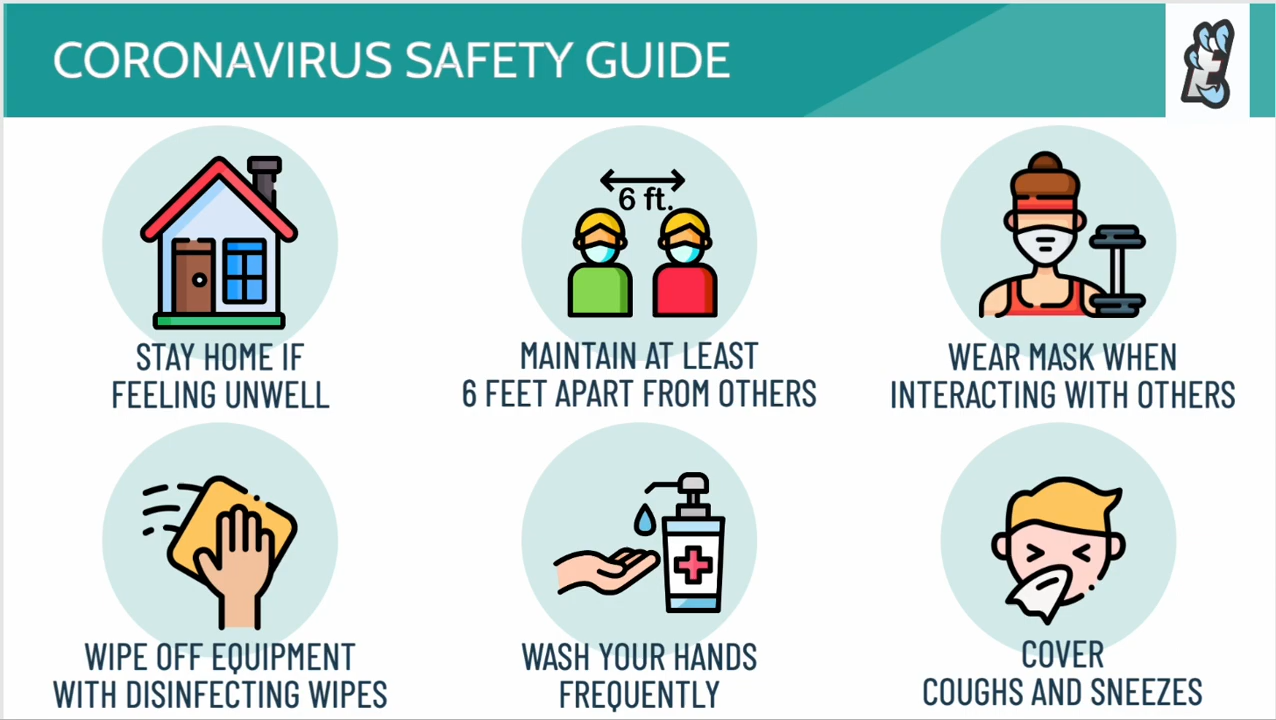 CORONAVIRUS SAFETY GUIDE
STAY HOME IF
FEELING UNWELL
6 ft.
MAINTAIN AT LEAST
6 FEET APART FROM OTHERS
WEAR MASK WHEN
INTERACTING WITH OTHERS
WIPE OFF EQUIPMENT
WITH DISINFECTING WIPES
WASH YOUR HANDS
FREQUENTLY
COVER
COUGHS AND SNEEZES